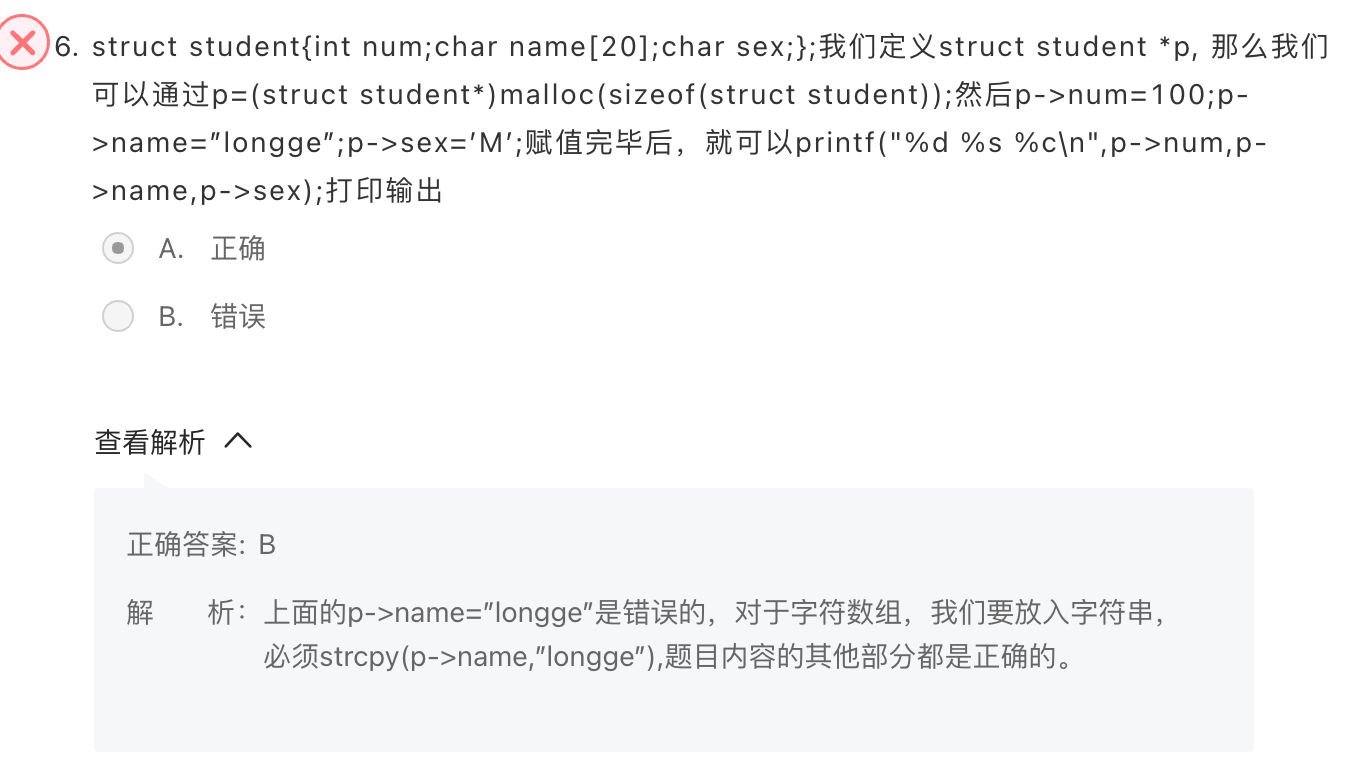 6. struct student{int num;char name[20];char sex;};我们定义struct student *p, 那么我们
可以通过p=(struct student*)malloc(sizeof(struct student));然后p->num=100;p-
>name=”longge”;p->sex=’M’;赋值完毕后，就可以printf("%d %s %c\n",p->num,p-
>name,p->sex);打印输出
A. 正确
B. 错误
查看解析
正确答案: B
解 析: 上面的p->name=”longge”是错误的，对于字符数组，我们要放入字符串，
必须strcpy(p->name,”longge”),题目内容的其他部分都是正确的。